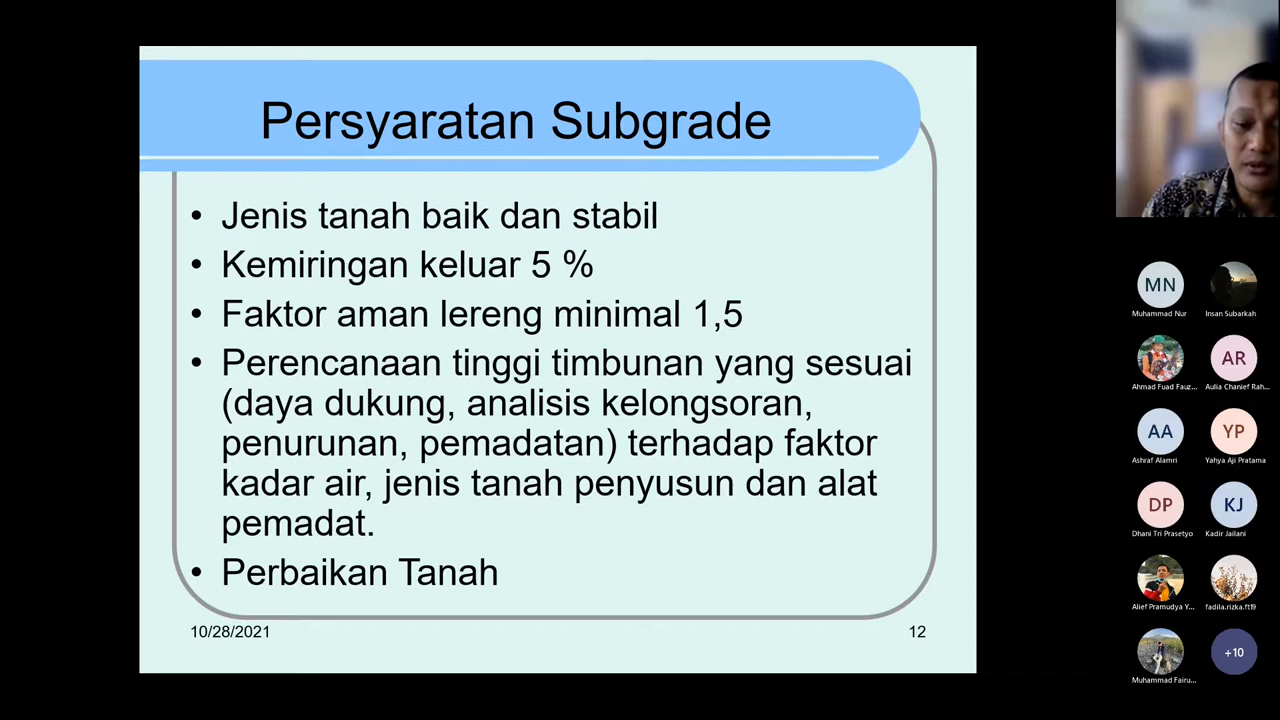 Persyaratan Subgrade
• Jenis tanah baik dan stabil
• Kemiringan keluar 5 %
• Faktor aman lereng minimal 1,5
• Perencanaan tinggi timbunan yang sesuai
(daya dukung, analisis kelongsoran,
penurunan, pemadatan) terhadap faktor
kadar air, jenis tanah penyusun dan alat
pemadat.
• Perbaikan Tanah
10/28/2021
12
MN
Muhammad Nur
Insan Subarkah
Ahmad Fuad Fauz...
AR
Aulia Chanief Rah...
AA
Ashraf Alamri
YP
Yahya Aji Pratama
DP
Dhani Tri Prasetyo
KJ
Kadir Jailani
Alief Pramudya Y...
fadila.rizka.ft19
Muhammad Fairu...
+10